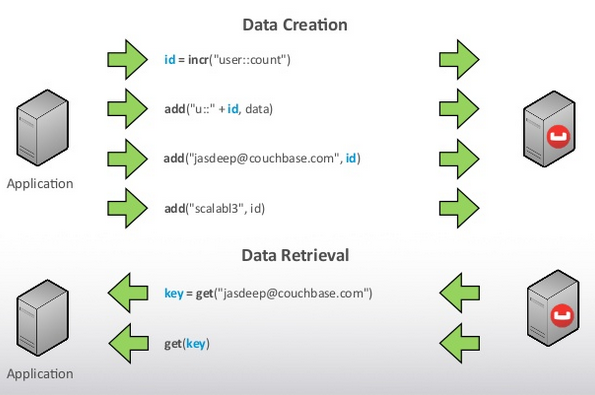 Data Creation
id = incr("user::count")
add("u::" + id, data)
add("jasdeep@couchbase.com", id)
Application
add("scalabl3", id)
Data Retrieval
key = get("jasdeep@couchbase.com")
get(key)
Application